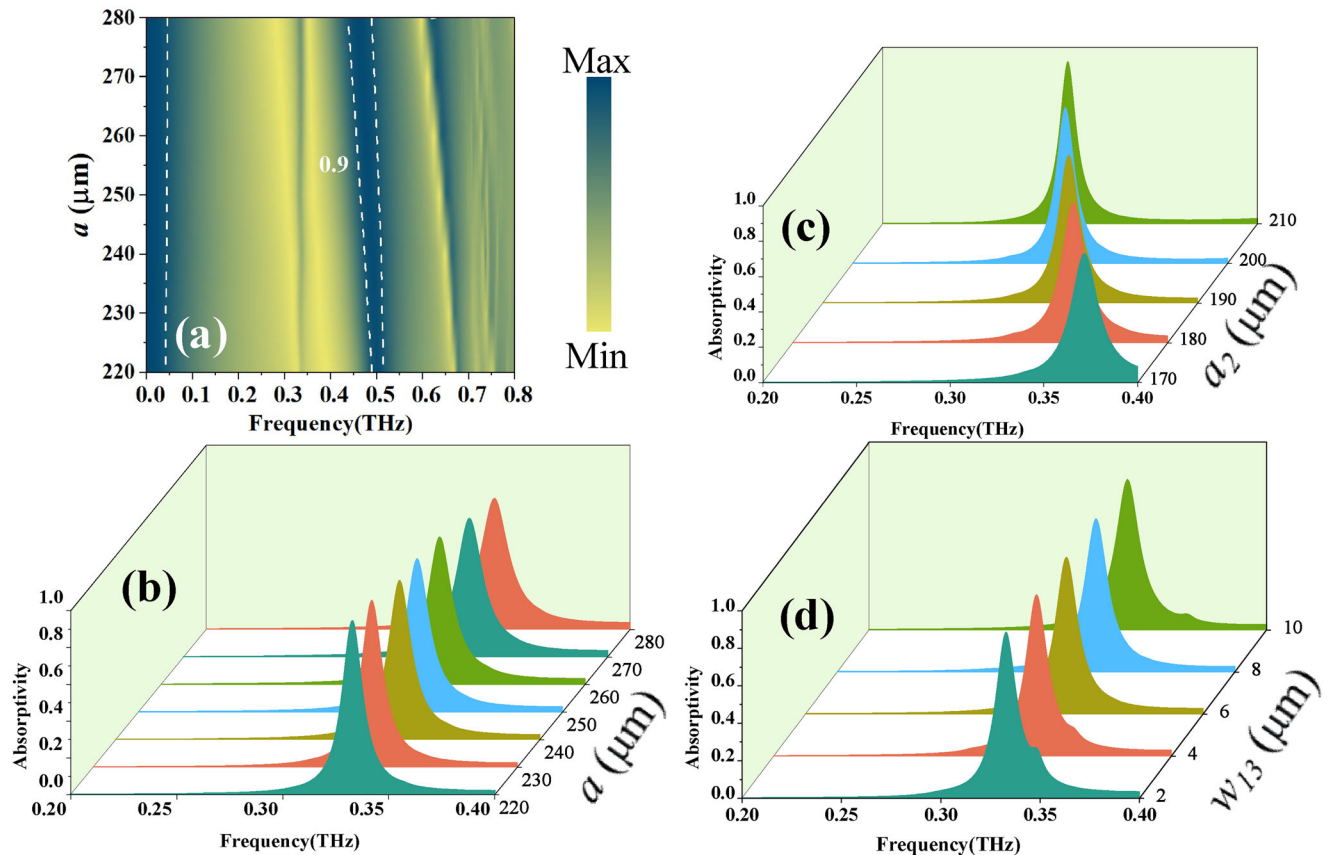 280
270
260
250
240
230
220
a (μm)
0.9
(a)
0.0 0.1 0.2 0.3 0.4 0.5 0.6 0.7 0.8
Frequency(THz)
Max
Min
1.0
0.8
0.6
0.4
0.2
0.0
Absorptivity
(c)
210
200
190
180
170
a2 (μm)
0.20 0.25 0.30 0.35 0.40
Frequency(THz)
1.0
0.8
0.6
0.4
0.2
0.0
Absorptivity
(b)
280
270
260
250
240
230
220
a (μm)
0.20 0.25 0.30 0.35 0.40
Frequency(THz)
1.0
0.8
0.6
0.4
0.2
0.0
Absorptivity
(d)
10
8
6
4
2
w13 (μm)
0.20 0.25 0.30 0.35 0.40
Frequency(THz)